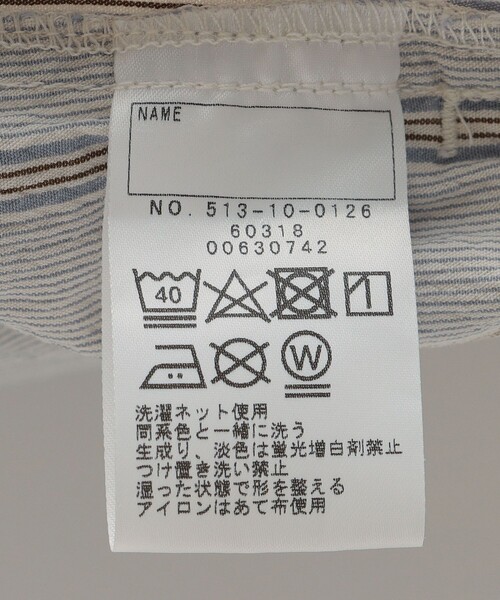 NAME
NO. 513-10-0126
60318
00630742
40
W
洗濯ネット使用
同系色と一緒に洗う
生成り、淡色は蛍光増白剤禁止
つけ置き洗い禁止
湿った状態で形を整える
アイロンはあて布使用